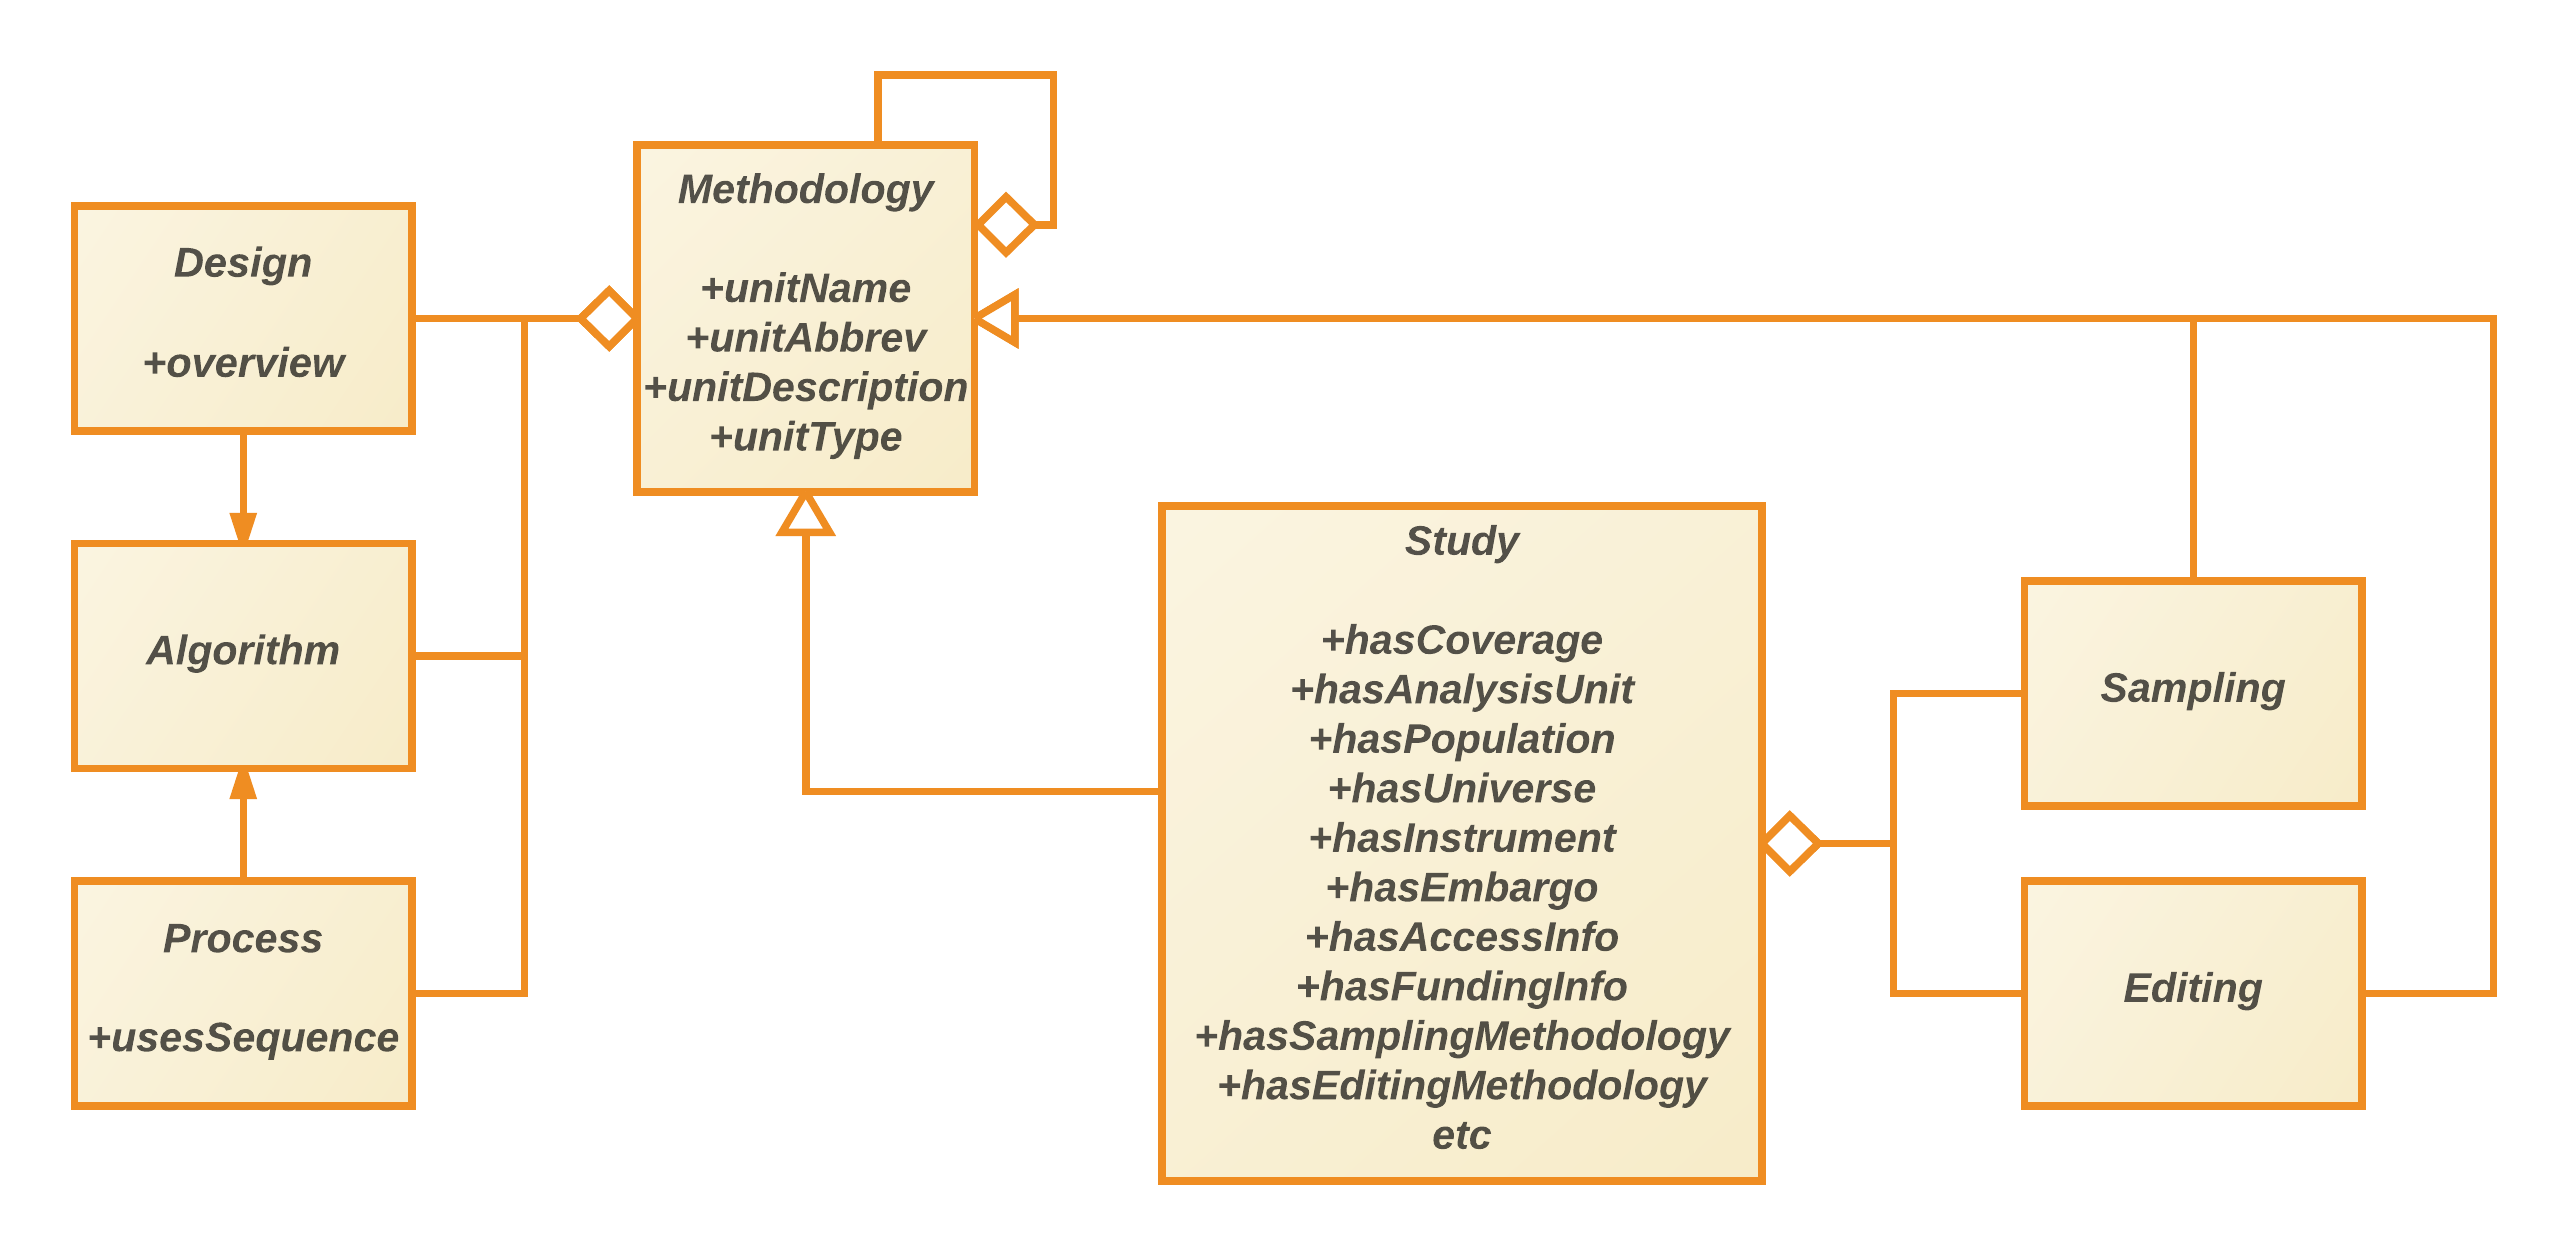 Design
+overview
Algorithm
Process
+usesSequence
Methodology
+unitName
+unitAbbrev
+unitDescription
+unitType
Study
+hasCoverage
+hasAnalysisUnit
+hasPopulation
+hasUniverse
+hasInstrument
+hasEmbargo
+hasAccessInfo
+hasFundingInfo
+hasSamplingMethodology
+hasEditingMethodology
etc
Sampling
Editing